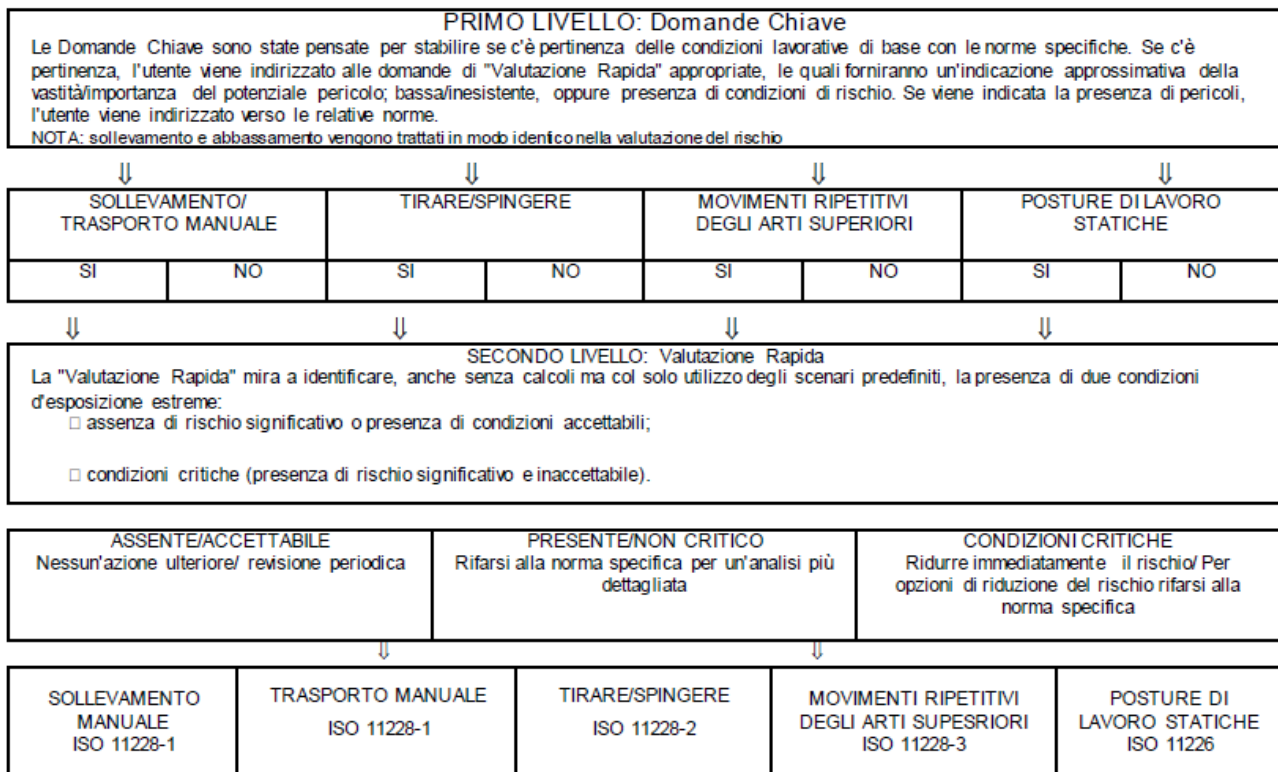 PRIMO LIVELLO: Domande Chiave
Le Domande Chiave sono state pensate per stabilire se c'è pertinenza delle condizioni lavorative di base con le norme specifiche. Se c'è
pertinenza, l'utente viene indirizzato alle domande di "Valutazione Rapida" appropriate, le quali forniranno un'indicazione approssimativa della
vastità/importanza del potenziale pericolo; bassa/inesistente, oppure presenza di condizioni di rischio. Se viene indicata la presenza di pericoli,
l'utente viene indirizzato verso le relative norme.
NOTA: sollevamento e abbassamento vengono trattati in modo identico nella valutazione del rischio
⇓ ⇓ ⇓ ⇓
SOLLEVAMENTO/
TRASPORTO MANUALE
TIRARE/SPINGERE
MOVIMENTI RIPETITIVI
DEGLI ARTI SUPERIORI
POSTURE DI LAVORO
STATICHE
SI NO SI NO SI NO SI NO
⇓ ⇓ ⇓ ⇓
SECONDO LIVELLO: Valutazione Rapida
La "Valutazione Rapida" mira a identificare, anche senza calcoli ma col solo utilizzo degli scenari predefiniti, la presenza di due condizioni
d'esposizione estreme:
□ assenza di rischio significativo o presenza di condizioni accettabili;
□ condizioni critiche (presenza di rischio significativo e inaccettabile).
ASSENTE/ACCETTABILE
Nessun'azione ulteriore/ revisione periodica
PRESENTE/NON CRITICO
Rifarsi alla norma specifica per un'analisi più
dettagliata
CONDIZIONI CRITICHE
Ridurre immediatamente il rischio/ Per
opzioni di riduzione del rischio rifarsi alla
norma specifica
⇓ ⇓
SOLLEVAMENTO
MANUALE
ISO 11228-1
TRASPORTO MANUALE
ISO 11228-1
TIRARE/SPINGERE
ISO 11228-2
MOVIMENTI RIPETITIVI
DEGLI ARTI SUPESRIORI
ISO 11228-3
POSTURE DI
LAVORO STATICHE
ISO 11226